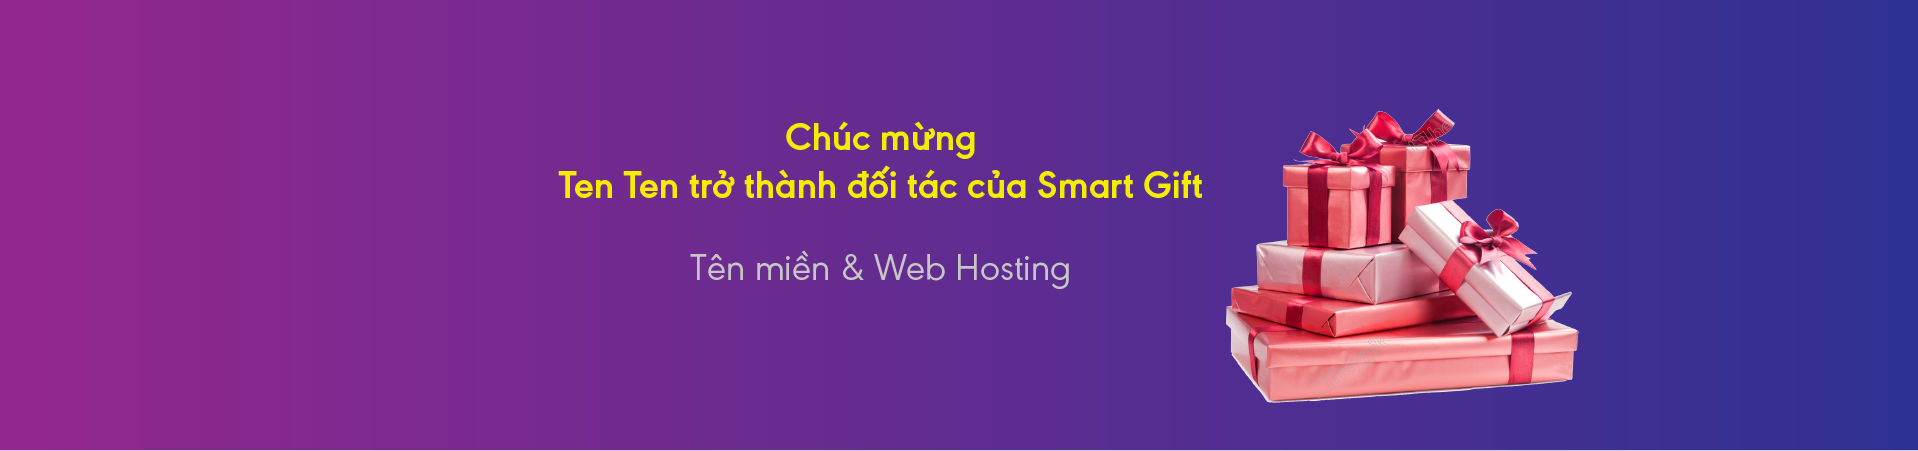 Chúc mừng
Ten Ten trở thành đối tác của Smart Gift
Tên miền & Web Hosting